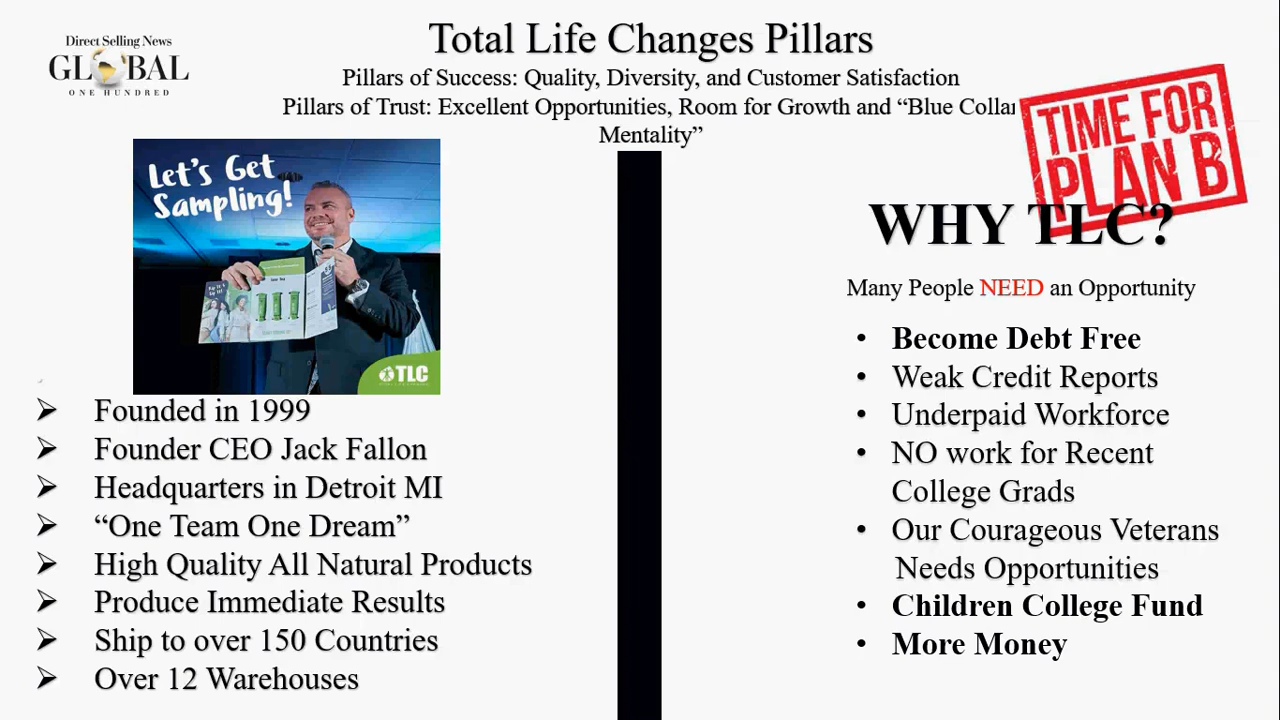 Direct Selling News
GLOBAL
ONE HUNDRED
Total Life Changes Pillars
Pillars of Success: Quality, Diversity, and Customer Satisfaction
Pillars of Trust: Excellent Opportunities, Room for Growth and “Blue Collar
Mentality”
TIME FOR
PLAN B
Let's Get
Sampling!
TLC
Founded in 1999
Founder CEO Jack Fallon
Headquarters in Detroit MI
“One Team One Dream”
High Quality All Natural Products
Produce Immediate Results
Ship to over 150 Countries
Over 12 Warehouses
WHY TLC?
Many People NEED an Opportunity
• Become Debt Free
• Weak Credit Reports
• Underpaid Workforce
• NO work for Recent
College Grads
• Our Courageous Veterans
Needs Opportunities
• Children College Fund
• More Money